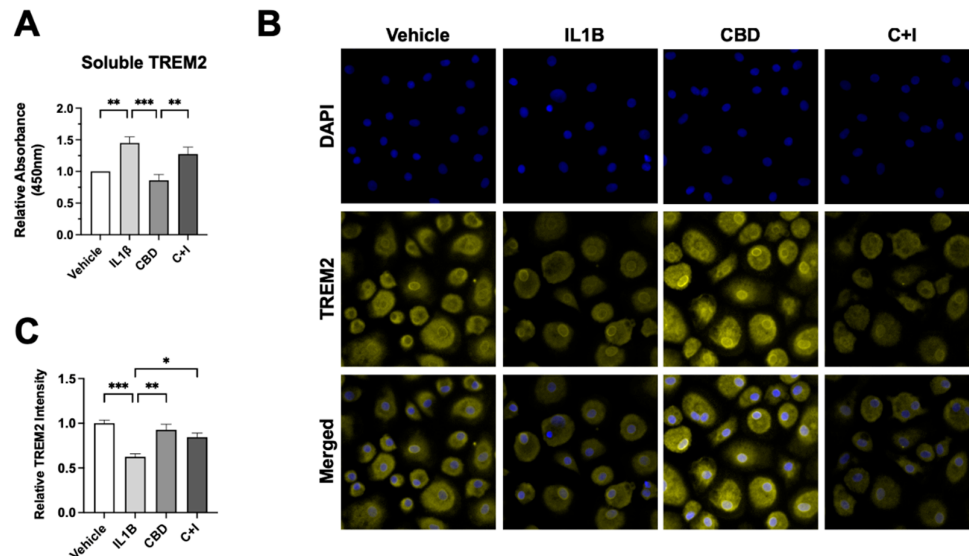 A
Soluble TREM2
** *** **
Relative Absorbance
(450nm)
2.0
1.5
1.0
0.5
0.0
Vehicle
IL1β
CBD
C+I
B
Vehicle IL1B CBD C+I
DAPI
TREM2
Merged
C
*
*** **
Relative TREM2 Intensity
1.5
1.0
0.5
0.0
Vehicle
IL1B
CBD
C+I